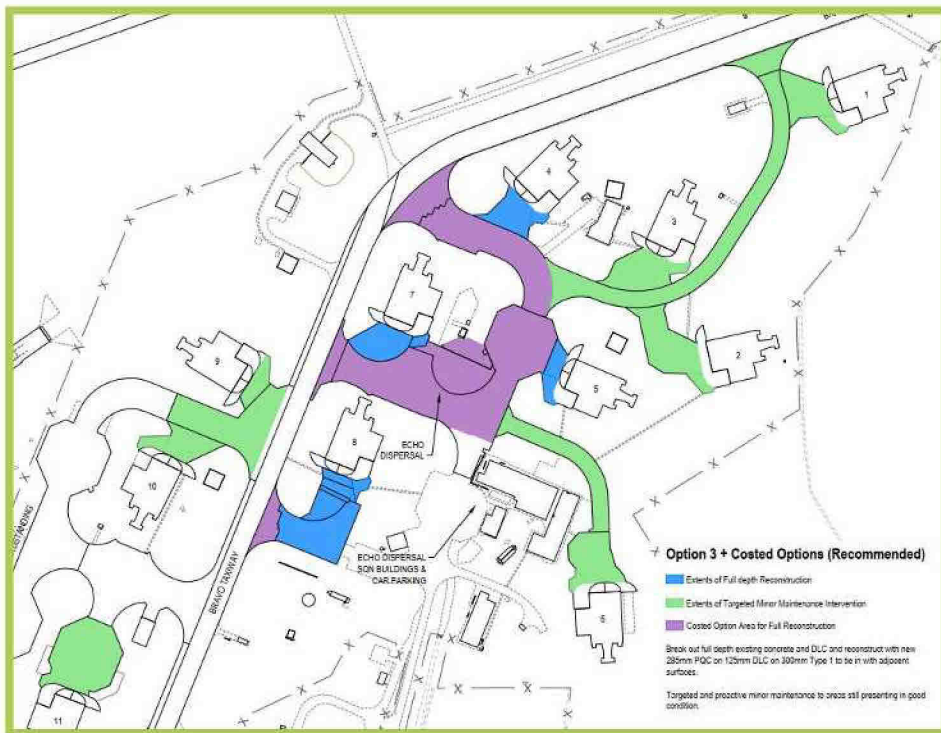 1
4
3
7
9
2
5
ECHO
DISPERSAL
8
10
ECHO DISPERSAL
SQN BUILDINGS &
CAR PARKING
BRAVO TAXIWAY
6
11
Option 3 + Costed Options (Recommended)
Extents of Full depth Reconstruction
Extents of Targeted Minor Maintenance Intervention
Costed Option Area for Full Reconstruction
Break out full depth existing concrete and DLC and reconstruct with new
285mm PQC on 125mm DLC on 300mm Type 1 to tie in with adjacent
surfaces.
Targeted and proactive minor maintenance to areas still presenting in good
condition.